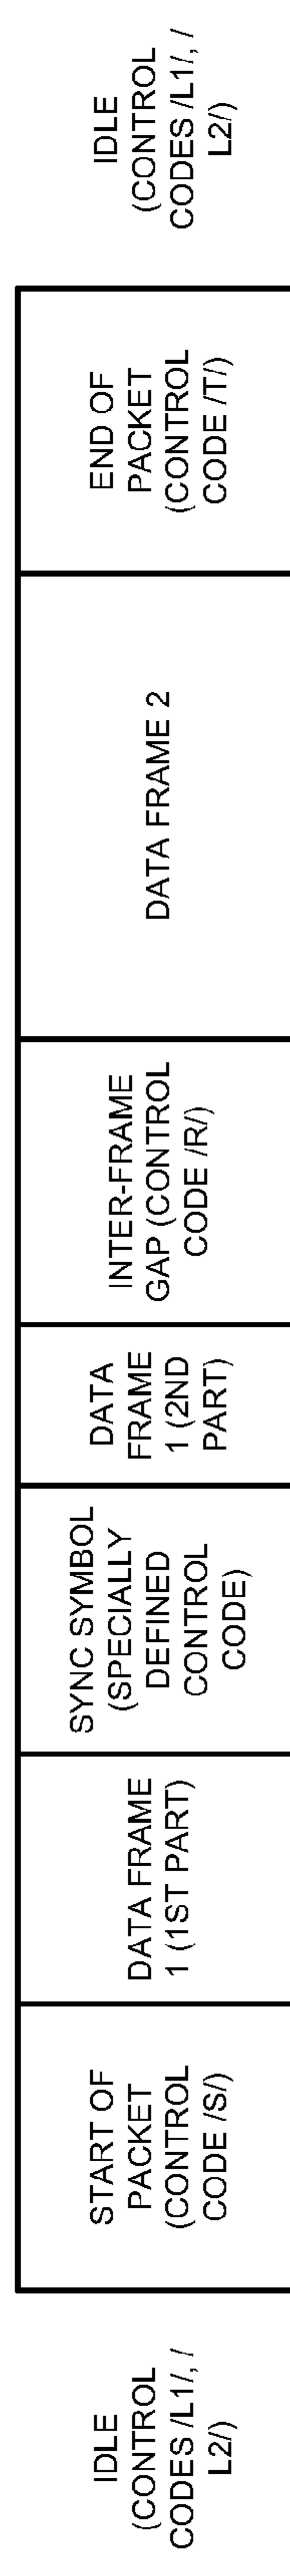 IDLE
(CONTROL
CODES /L1/, /
L2/)
START OF
PACKET
(CONTROL
CODE /S/)
DATA FRAME
1 (1ST PART)
SYNC SYMBOL
(SPECIALLY
DEFINED
CONTROL
CODE)
DATA
FRAME
1 (2ND
PART)
INTER-FRAME
GAP (CONTROL
CODE /R/)
DATA FRAME 2
END OF
PACKET
(CONTROL
CODE /T/)
IDLE
(CONTROL
CODES /L1/, /
L2/)